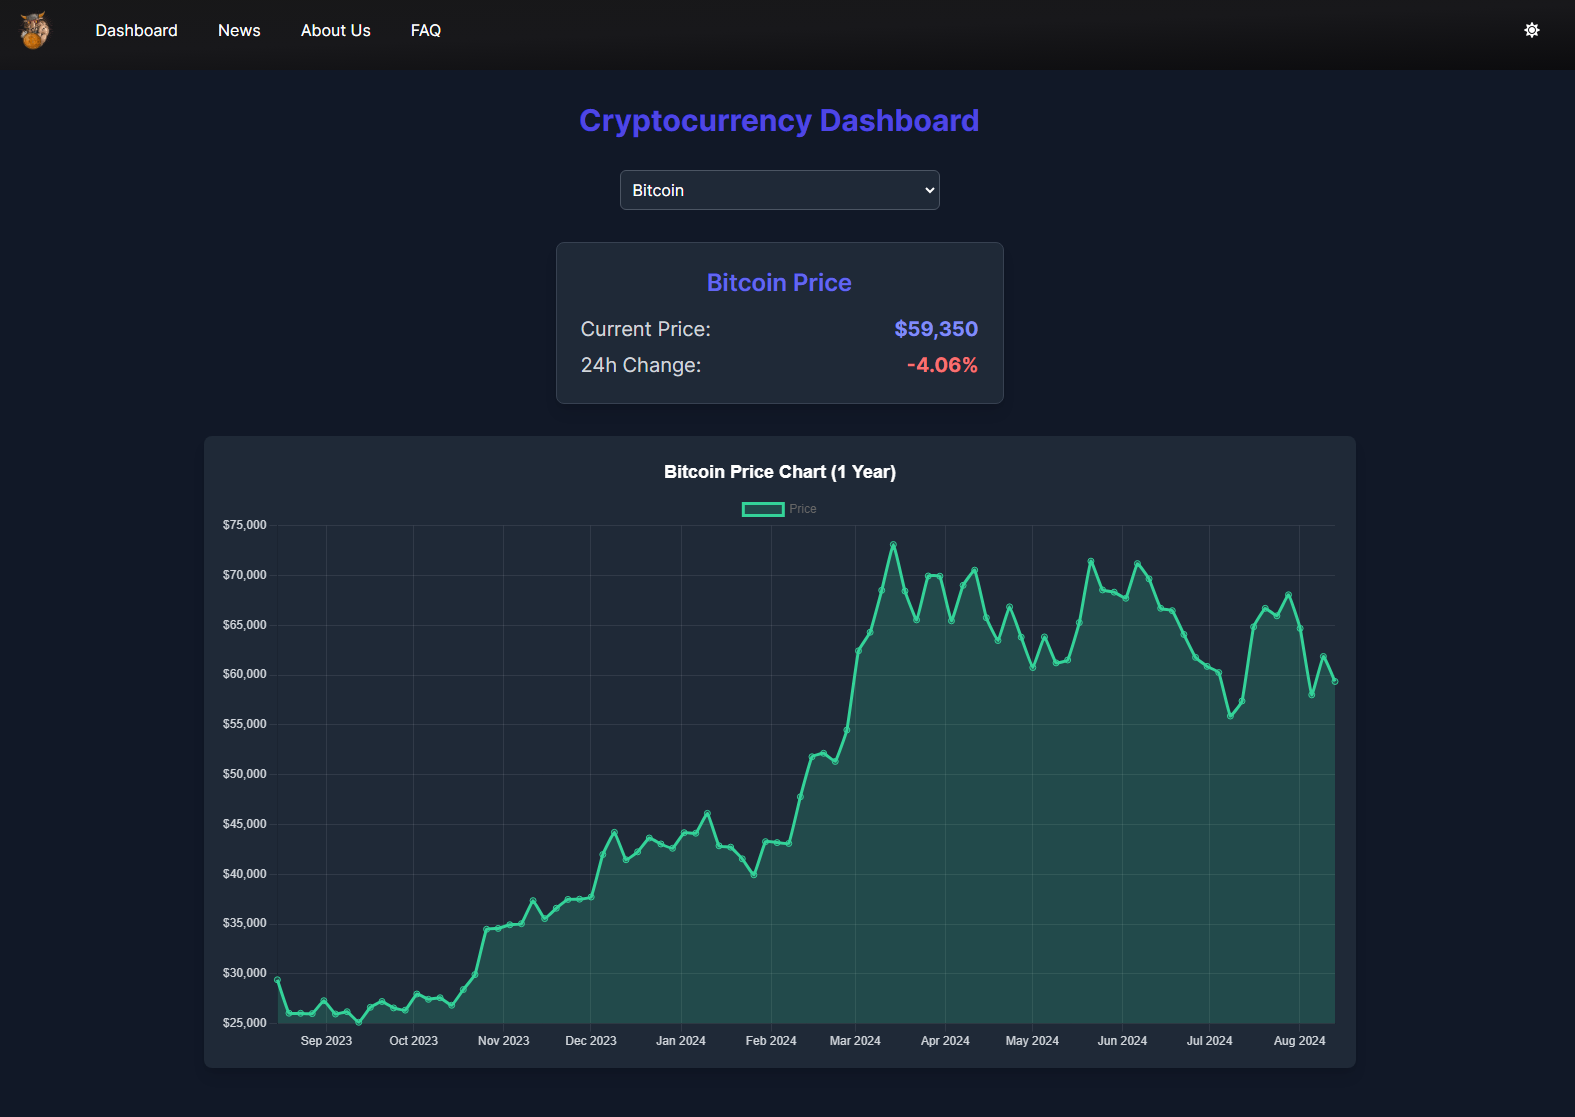 Dashboard News About Us FAQ
Cryptocurrency Dashboard
Bitcoin
Bitcoin Price
Current Price: $59,350
24h Change: -4.06%
Bitcoin Price Chart (1 Year)
Price
$75,000
$70,000
$65,000
$60,000
$55,000
$50,000
$45,000
$40,000
$35,000
$30,000
$25,000
Sep 2023 Oct 2023 Nov 2023 Dec 2023 Jan 2024 Feb 2024 Mar 2024 Apr 2024 May 2024 Jun 2024 Jul 2024 Aug 2024